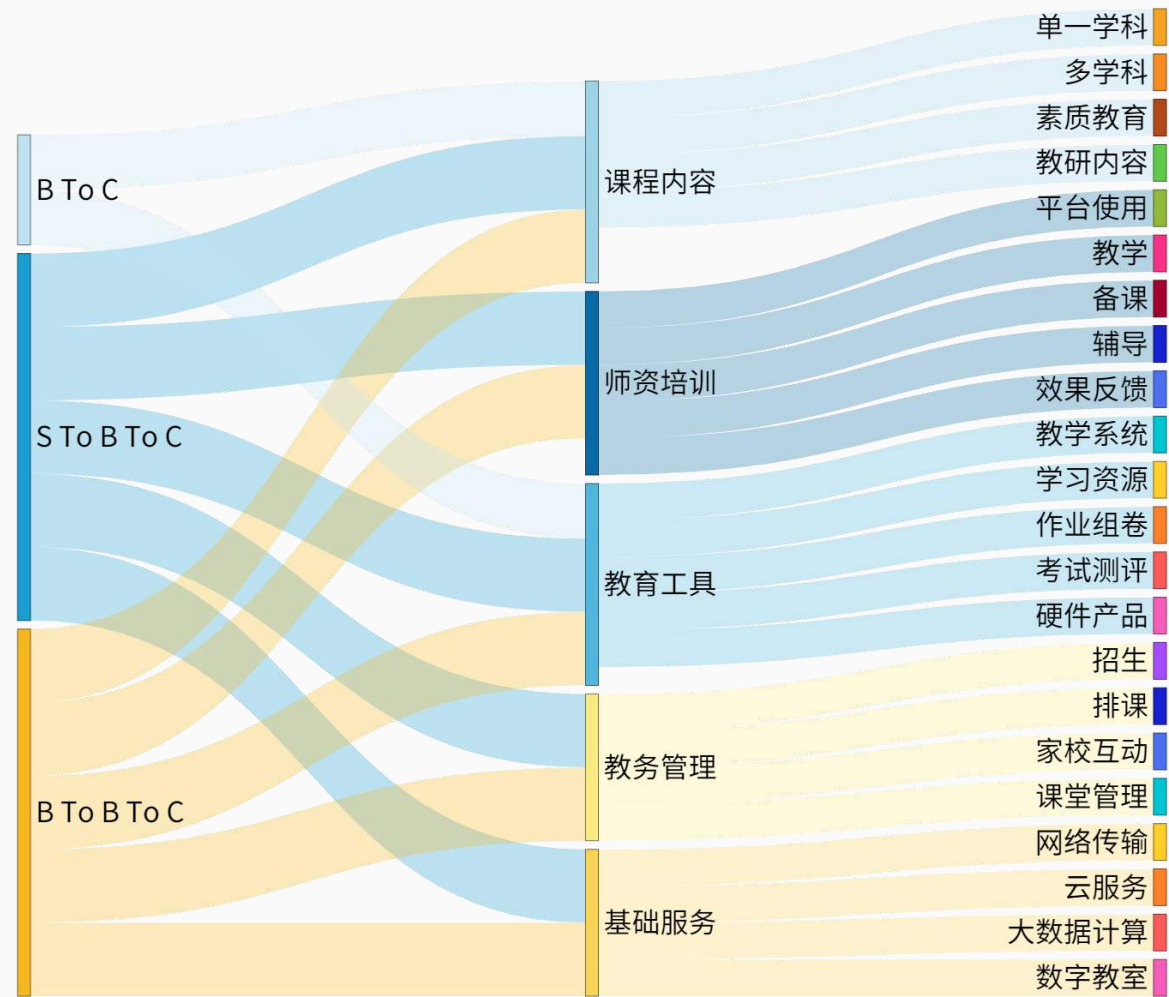 B To C
S To B To C
B To B To C
课程内容
师资培训
教育工具
教务管理
基础服务
单一学科
多学科
素质教育
教研内容
平台使用
教学
备课
辅导
效果反馈
教学系统
学习资源
作业组卷
考试测评
硬件产品
招生
排课
家校互动
课堂管理
网络传输
云服务
大数据计算
数字教室